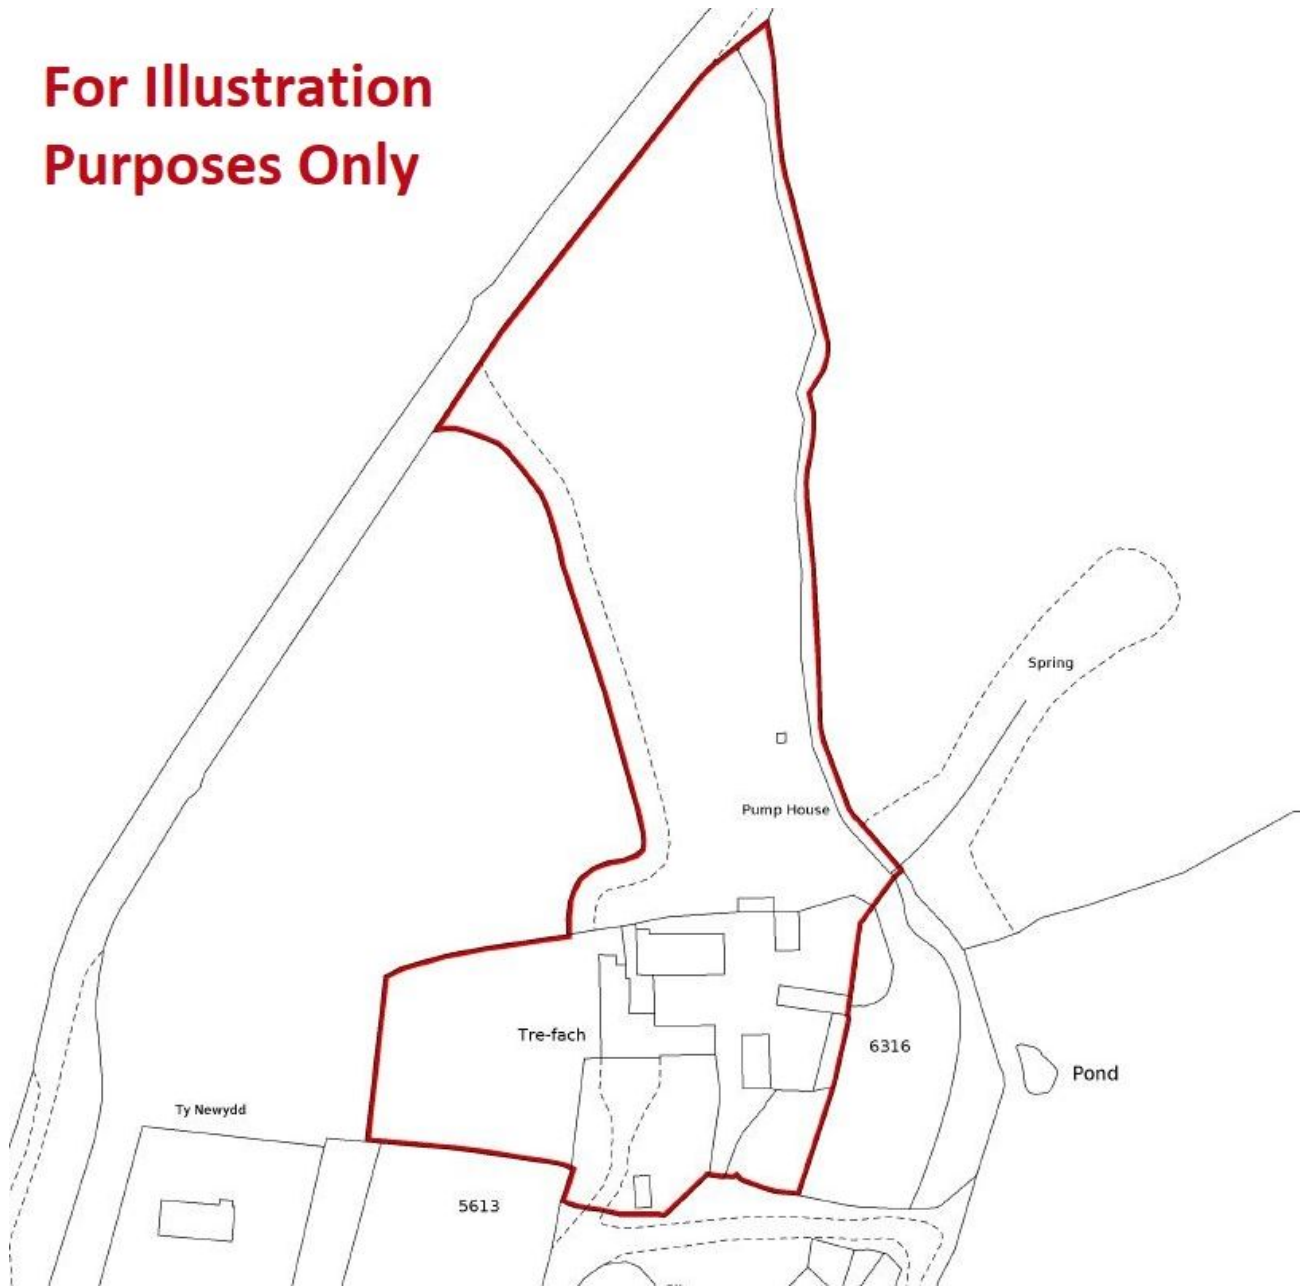 For Illustration
Purposes Only
Spring
Pump House
Tre-fach
6316
Pond
Ty Newydd
5613